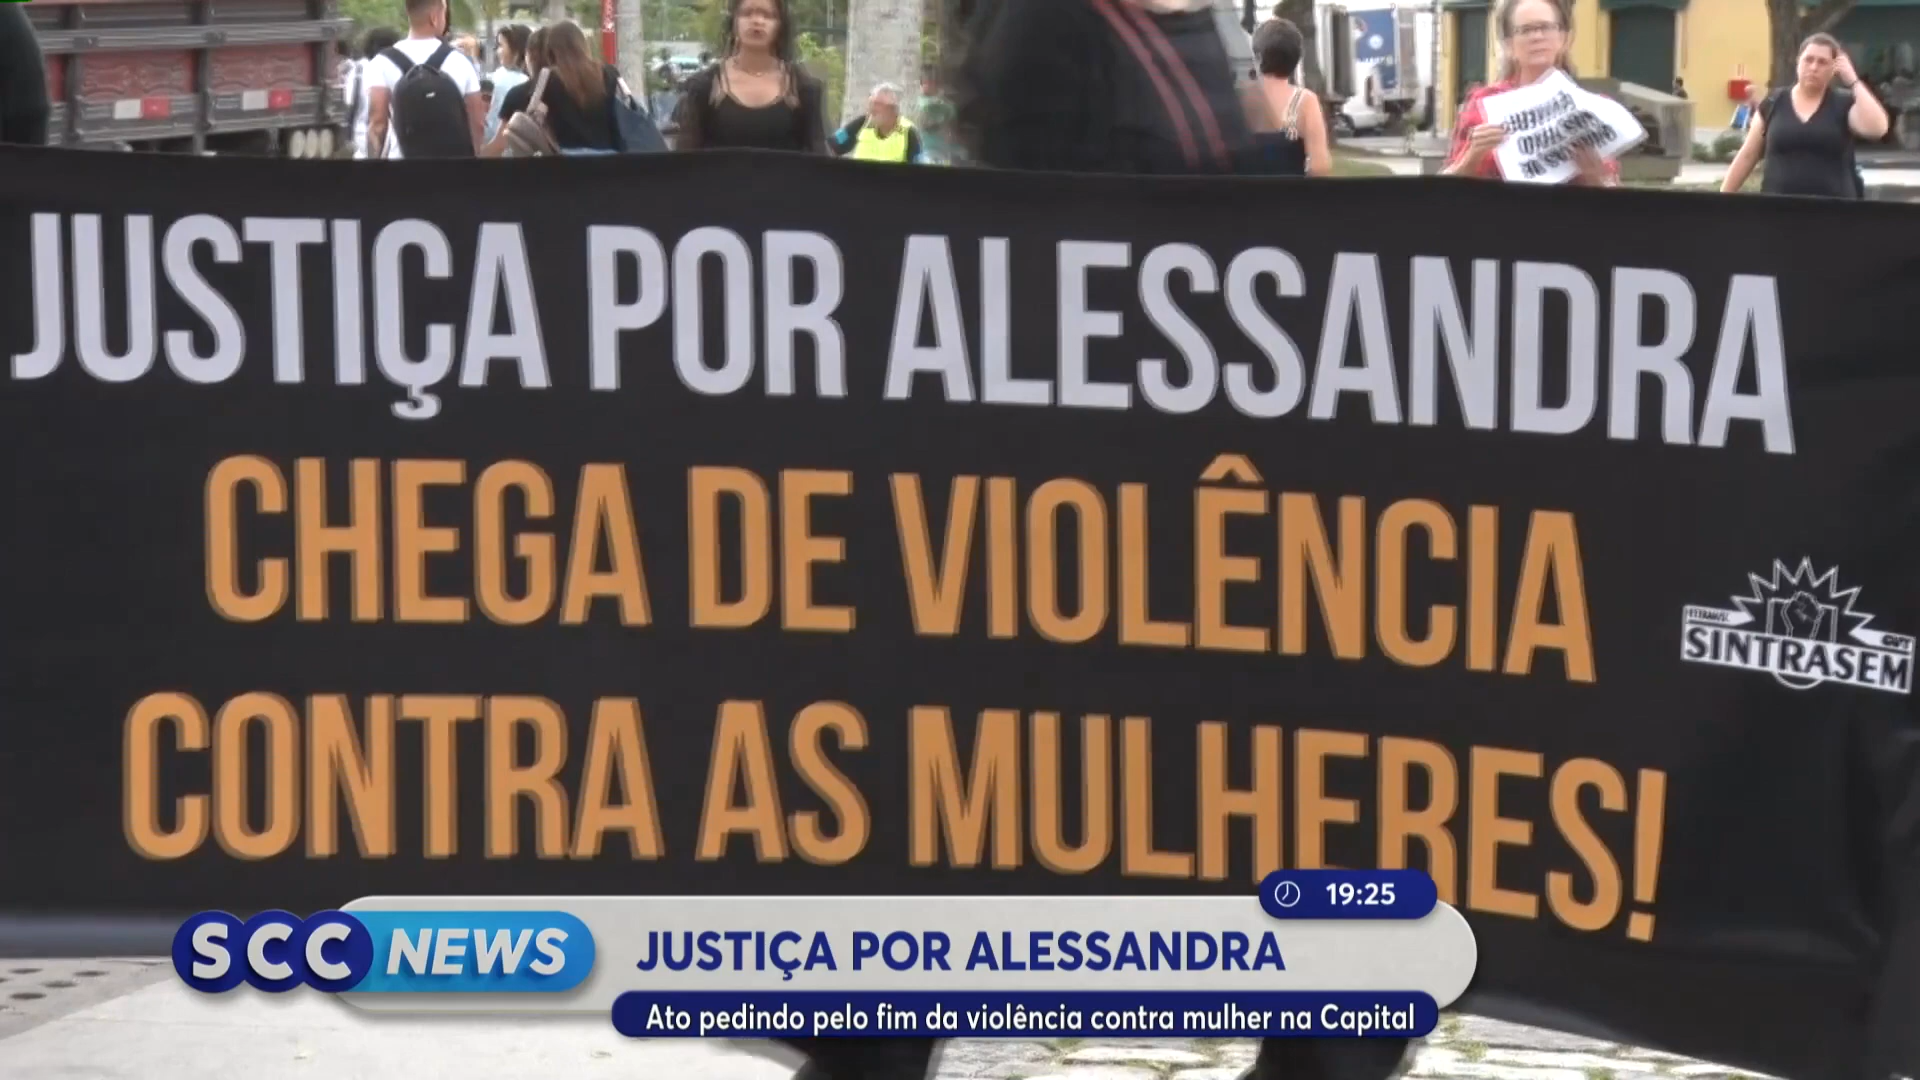 JUSTIÇA POR ALESSANDRA
CHEGA DE VIOLÊNCIA
CONTRA AS MULHERES!
SINTRASEM
19:25
SCC NEWS
JUSTIÇA POR ALESSANDRA
Ato pedindo pelo fim da violência contra mulher na Capital